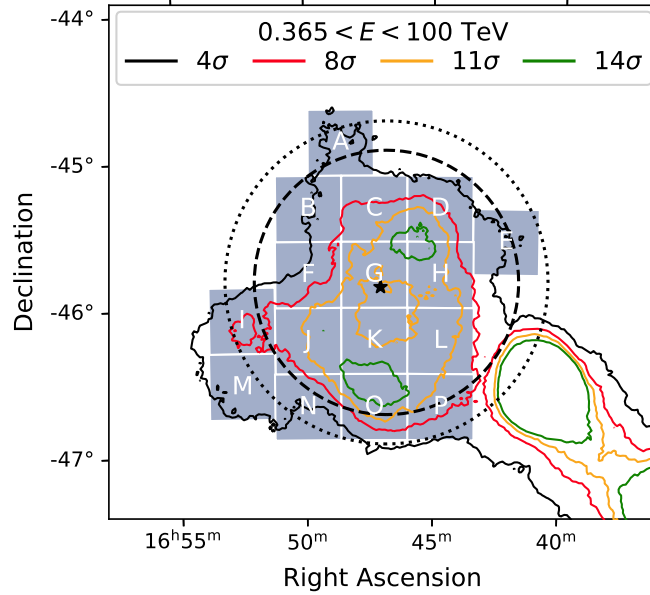 0.365 < E < 100 TeV
4σ 8σ 11σ 14σ
-44°
-45°
-46°
-47°
Declination
A
B C D
E
F G H
I
J K L
M
N O P
16ʰ55ᵐ 50ᵐ 45ᵐ 40ᵐ
Right Ascension